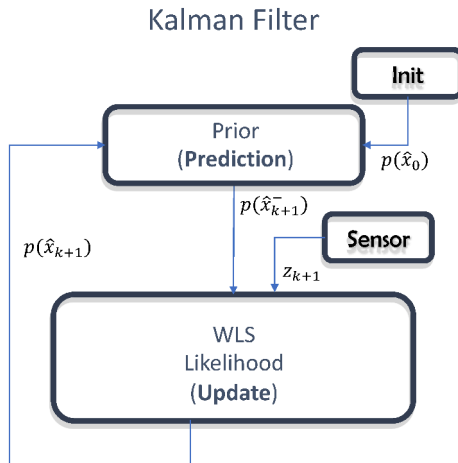 Kalman Filter
Init
Prior
(Prediction)
p(x̂₀)
p(x̂⁻ₖ₊₁)
p(x̂ₖ₊₁)
Sensor
zₖ₊₁
WLS
Likelihood
(Update)